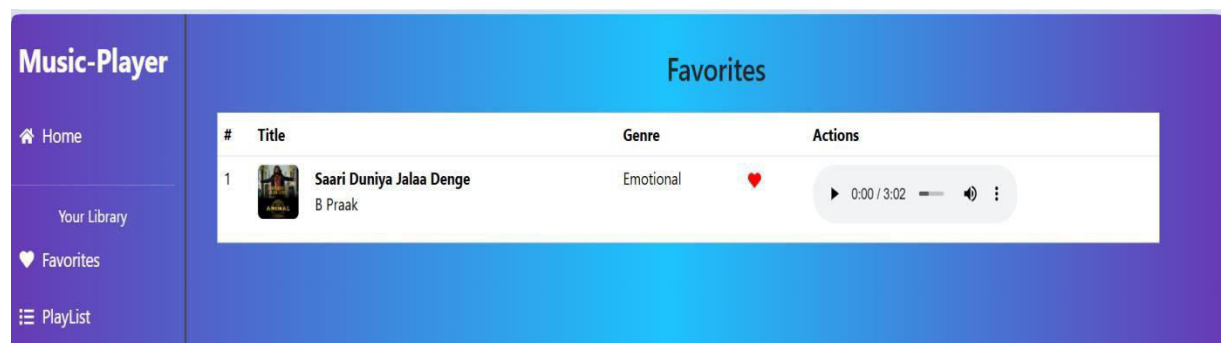 Music-Player
Home
Your Library
Favorites
PlayList
Favorites
# Title Genre Actions
1 Saari Duniya Jalaa Denge Emotional 0:00 / 3:02
B Praak
ANIMAL